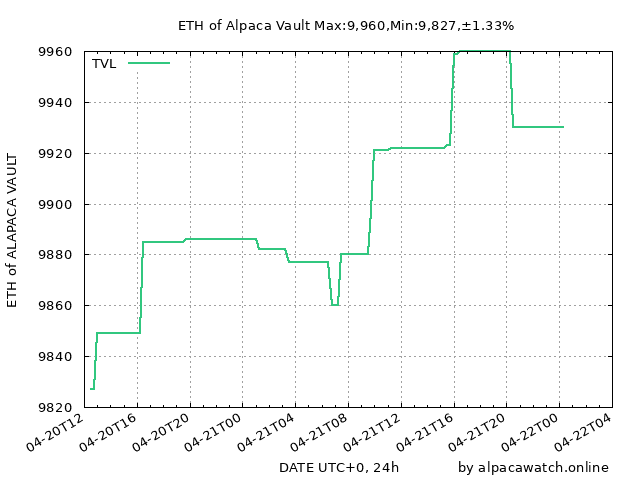 ETH of Alpaca Vault Max:9,960,Min:9,827,±1.33%
TVL
9960
9940
9920
9900
9880
9860
9840
9820
ETH of ALAPACA VAULT
04-20T12
04-20T16
04-20T20
04-21T00
04-21T04
04-21T08
04-21T12
04-21T16
04-21T20
04-22T00
04-22T04
DATE UTC+0, 24h
by alpacawatch.online